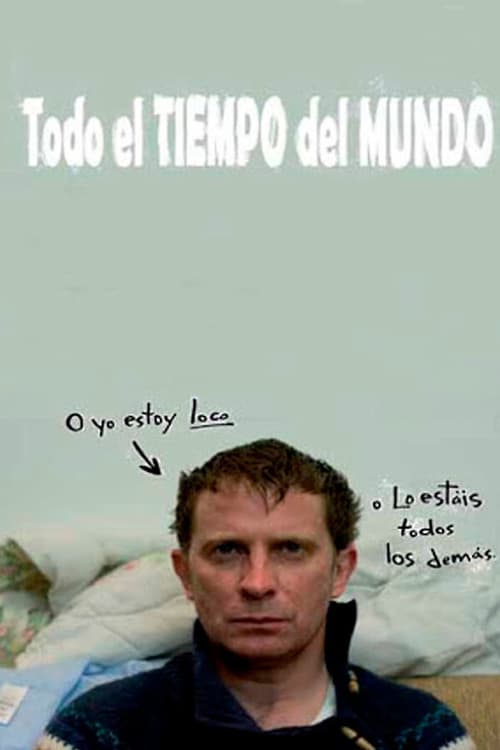 Todo el TIEMPO del MUNDO
O yo estoy loco
o Lo estáis
todos
los demás.